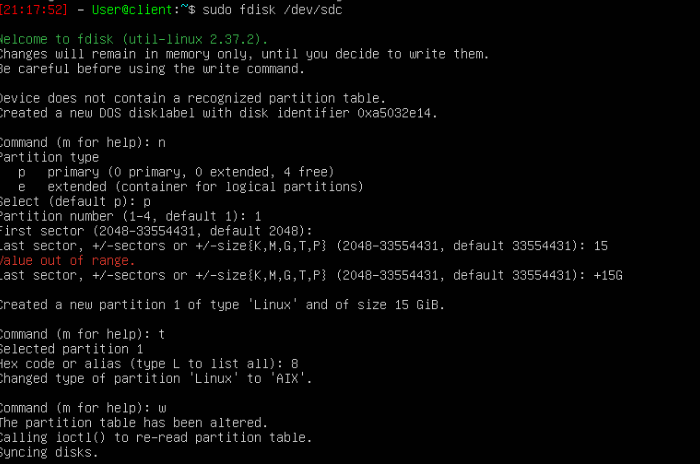 [21:17:52] - User@client:~$ sudo fdisk /dev/sdc
Welcome to fdisk (util-linux 2.37.2).
Changes will remain in memory only, until you decide to write them.
Be careful before using the write command.
Device does not contain a recognized partition table.
Created a new DOS disklabel with disk identifier 0xa5032e14.
Command (m for help): n
Partition type
p primary (0 primary, 0 extended, 4 free)
e extended (container for logical partitions)
Select (default p): p
Partition number (1-4, default 1): 1
First sector (2048-33554431, default 2048):
Last sector, +/-sectors or +/-size{K,M,G,T,P} (2048-33554431, default 33554431): 15
Value out of range.
Last sector, +/-sectors or +/-size{K,M,G,T,P} (2048-33554431, default 33554431): +15G
Created a new partition 1 of type 'Linux' and of size 15 GiB.
Command (m for help): t
Selected partition 1
Hex code or alias (type L to list all): 8
Changed type of partition 'Linux' to 'AIX'.
Command (m for help): w
The partition table has been altered.
Calling ioctl() to re-read partition table.
Syncing disks.